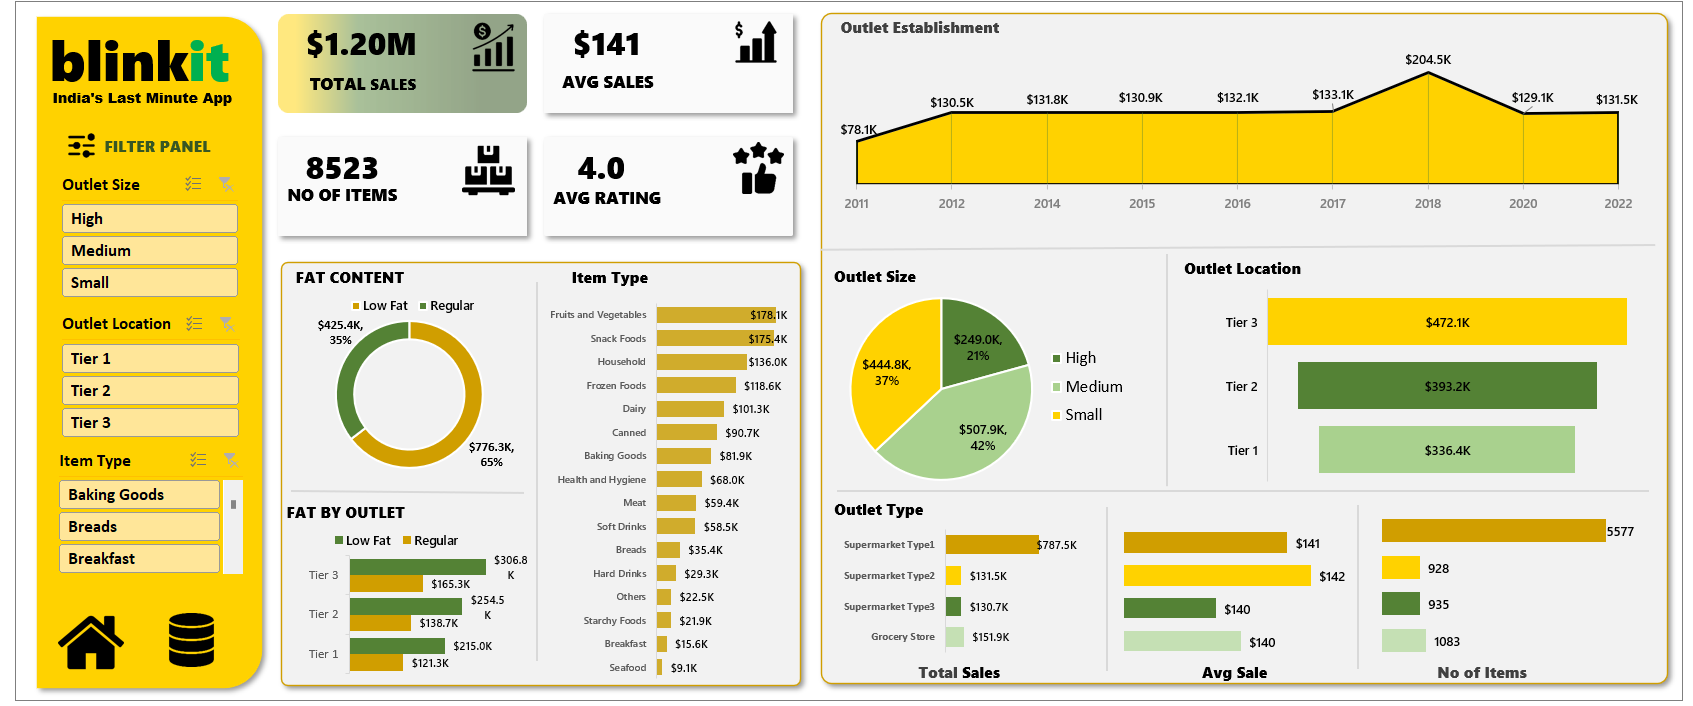 blinkit
India's Last Minute App
FILTER PANEL
Outlet Size
High
Medium
Small
Outlet Location
Tier 1
Tier 2
Tier 3
Item Type
Baking Goods
Breads
Breakfast
$1.20M
TOTAL SALES
$141
AVG SALES
8523
NO OF ITEMS
4.0
AVG RATING
FAT CONTENT
Low Fat Regular
$425.4K,
35%
$776.3K,
65%
FAT BY OUTLET
Low Fat Regular
Tier 3
$306.8
K
$165.3K
Tier 2
$254.5
K
$138.7K
Tier 1
$215.0K
$121.3K
Item Type
Fruits and Vegetables $178.1K
Snack Foods $175.4K
Household $136.0K
Frozen Foods $118.6K
Dairy $101.3K
Canned $90.7K
Baking Goods $81.9K
Health and Hygiene $68.0K
Meat $59.4K
Soft Drinks $58.5K
Breads $35.4K
Hard Drinks $29.3K
Others $22.5K
Starchy Foods $21.9K
Breakfast $15.6K
Seafood $9.1K
Outlet Establishment
$78.1K $130.5K $131.8K $130.9K $132.1K $133.1K $204.5K $129.1K $131.5K
2011 2012 2014 2015 2016 2017 2018 2020 2022
Outlet Size
$249.0K,
21%
$444.8K,
37%
$507.9K,
42%
High
Medium
Small
Outlet Location
Tier 3 $472.1K
Tier 2 $393.2K
Tier 1 $336.4K
Outlet Type
Supermarket Type1 $787.5K
Supermarket Type2 $131.5K
Supermarket Type3 $130.7K
Grocery Store $151.9K
Total Sales
$141
$142
$140
$140
Avg Sale
5577
928
935
1083
No of Items